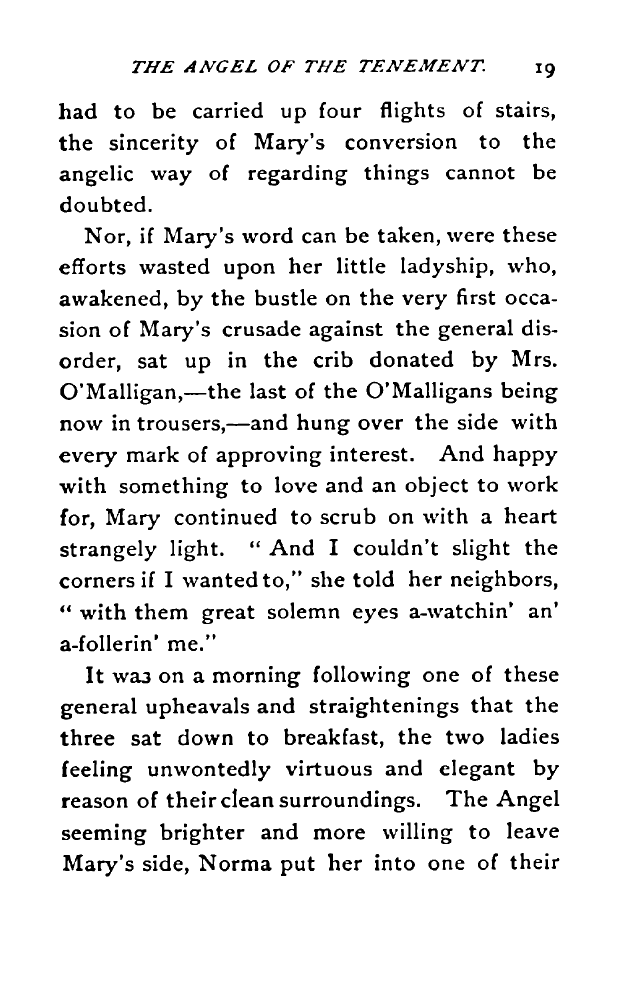 THE ANGEL OF THE TENEMENT. 19
had to be carried up four flights of stairs,
the sincerity of Mary's conversion to the
angelic way of regarding things cannot be
doubted.
Nor, if Mary's word can be taken, were these
efforts wasted upon her little ladyship, who,
awakened, by the bustle on the very first occa-
sion of Mary's crusade against the general dis-
order, sat up in the crib donated by Mrs.
O'Malligan,—the last of the O'Malligans being
now in trousers,—and hung over the side with
every mark of approving interest. And happy
with something to love and an object to work
for, Mary continued to scrub on with a heart
strangely light. "And I couldn't slight the
corners if I wanted to," she told her neighbors,
"with them great solemn eyes a-watchin' an'
a-follerin' me."
It was on a morning following one of these
general upheavals and straightenings that the
three sat down to breakfast, the two ladies
feeling unwontedly virtuous and elegant by
reason of their clean surroundings. The Angel
seeming brighter and more willing to leave
Mary's side, Norma put her into one of their